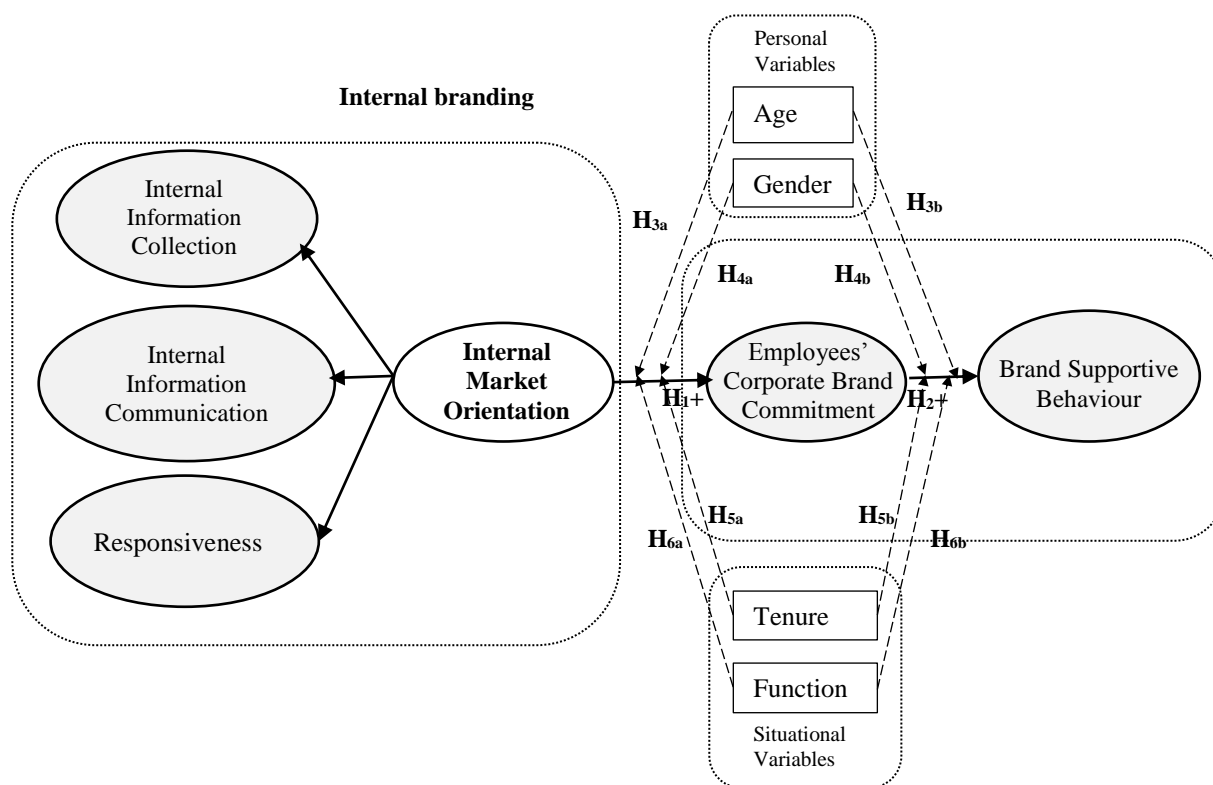 Personal
Variables
Internal branding
Age
Gender
Internal
Information
Collection
H3a
H3b
H4a
H4b
Internal
Information
Communication
Internal
Market
Orientation
H1+
Employees’
Corporate Brand
Commitment
H2+
Brand Supportive
Behaviour
Responsiveness
H5a
H5b
H6a
H6b
Tenure
Function
Situational
Variables